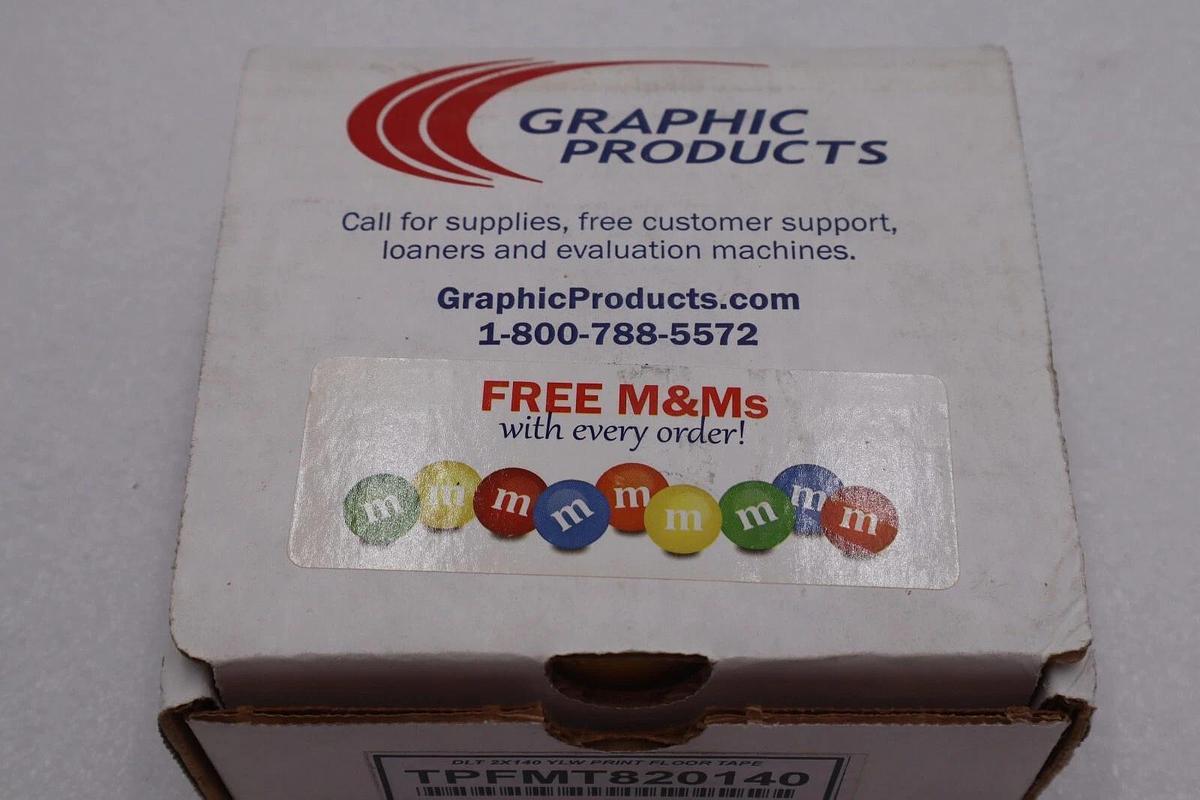 GRAPHIC
PRODUCTS
Call for supplies, free customer support,
loaners and evaluation machines.
GraphicProducts.com
1-800-788-5572
FREE M&Ms
with every order!
m m m m m m m m m
DLT 2X140 YLW PRINT FLOOR TAPE
TPFMT820140